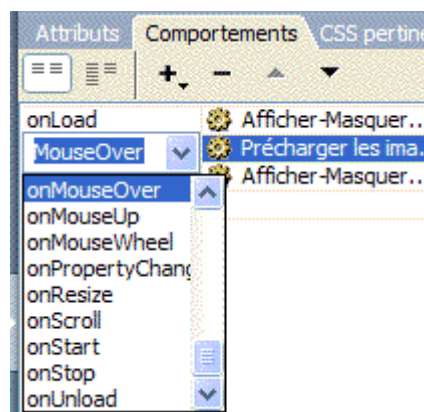 Attributs Comportements CSS pertine
onLoad Afficher-Masquer..
MouseOver Précharger les ima.
onMouseOver Afficher-Masquer..
onMouseUp
onMouseWheel
onPropertyChang
onResize
onScroll
onStart
onStop
onUnload